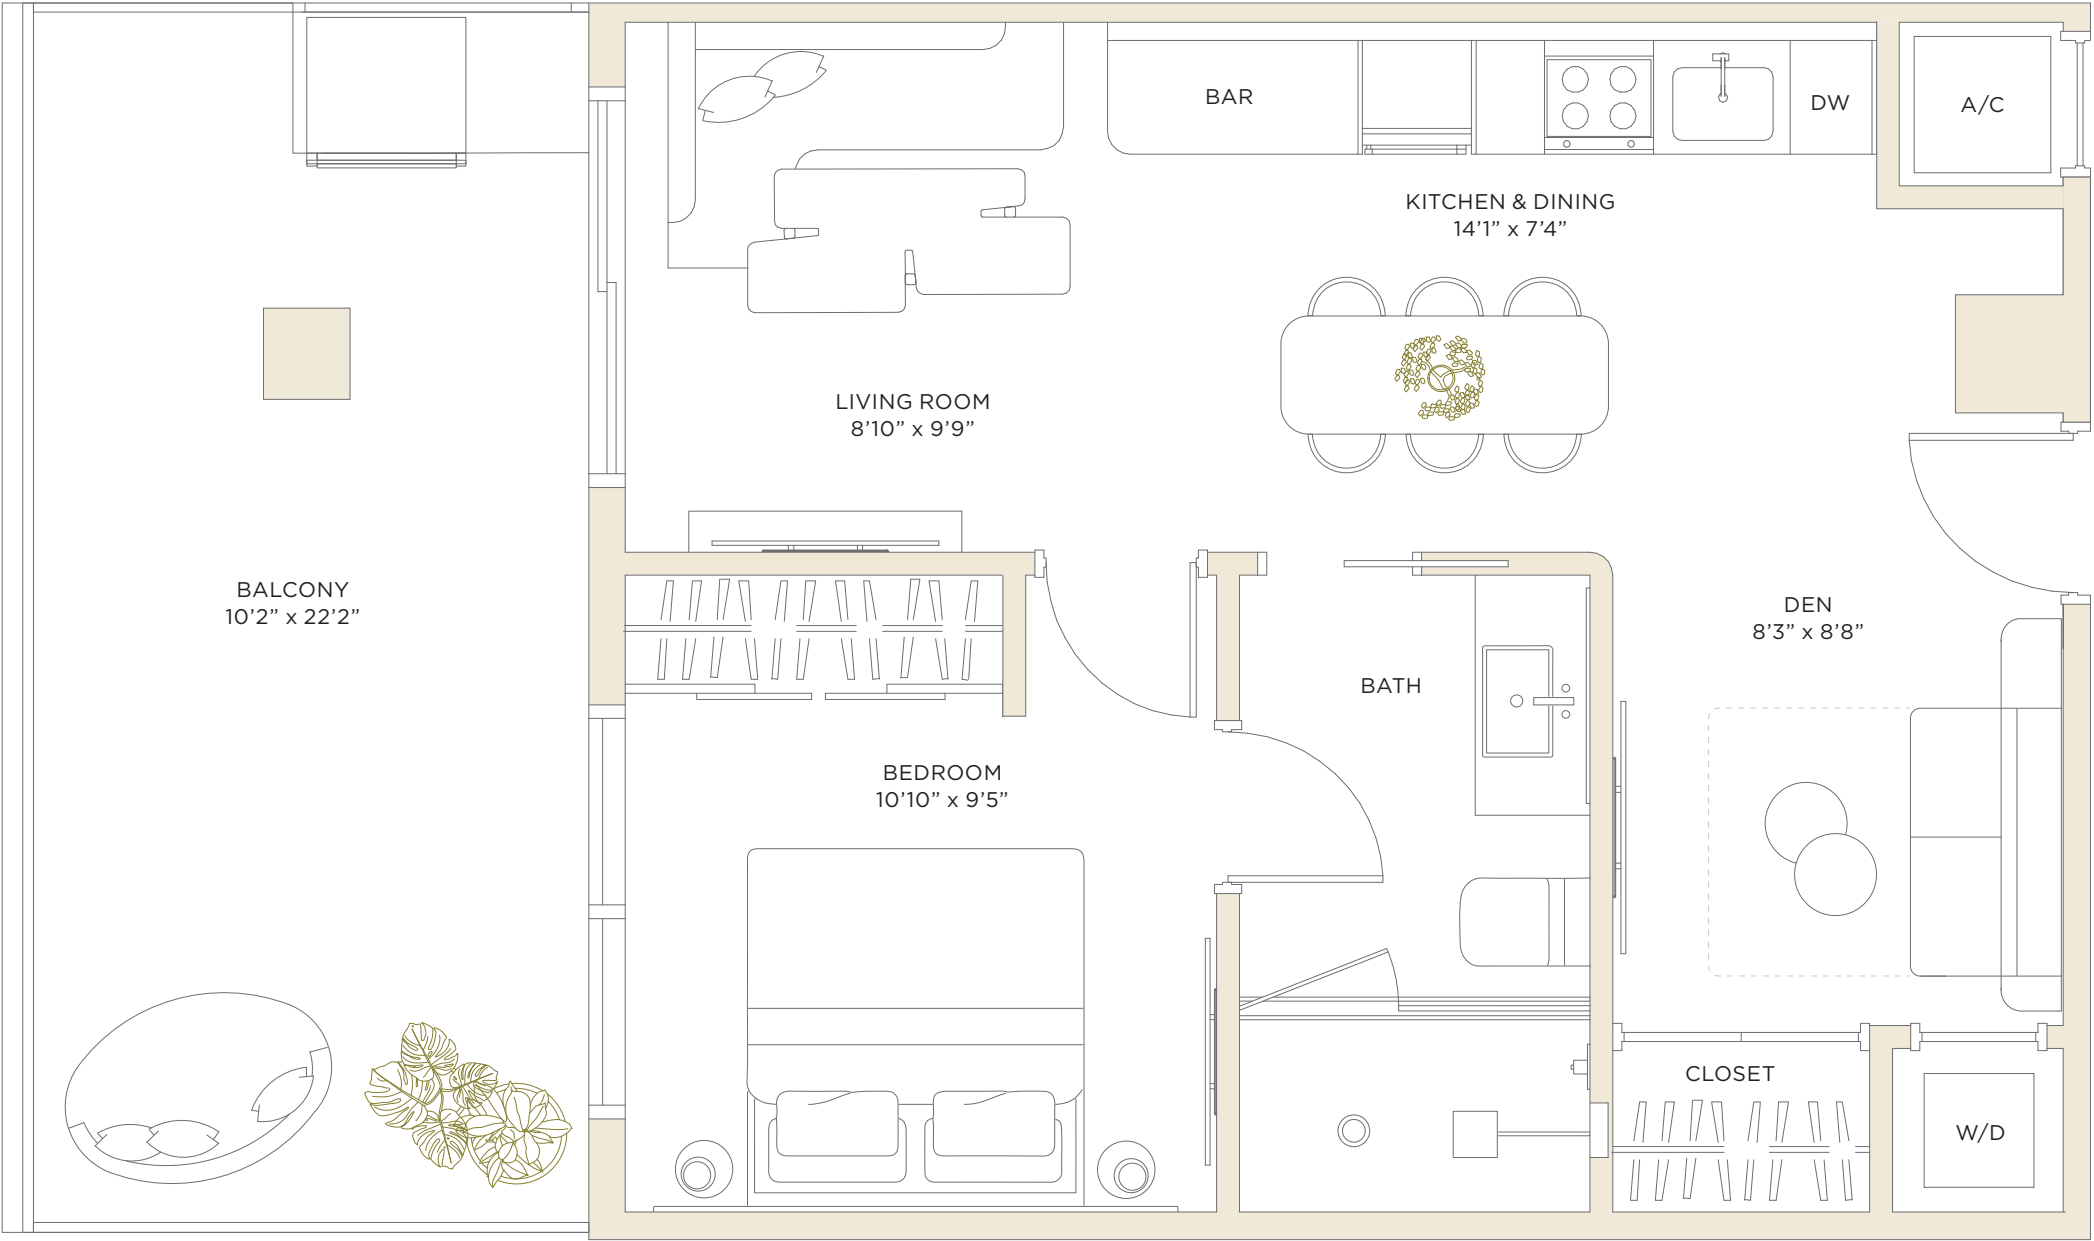 BAR
DW
A/C
KITCHEN & DINING
14’1” x 7’4”
LIVING ROOM
8’10” x 9’9”
BALCONY
10’2” x 22’2”
DEN
8’3” x 8’8”
BATH
BEDROOM
10’10” x 9’5”
CLOSET
W/D